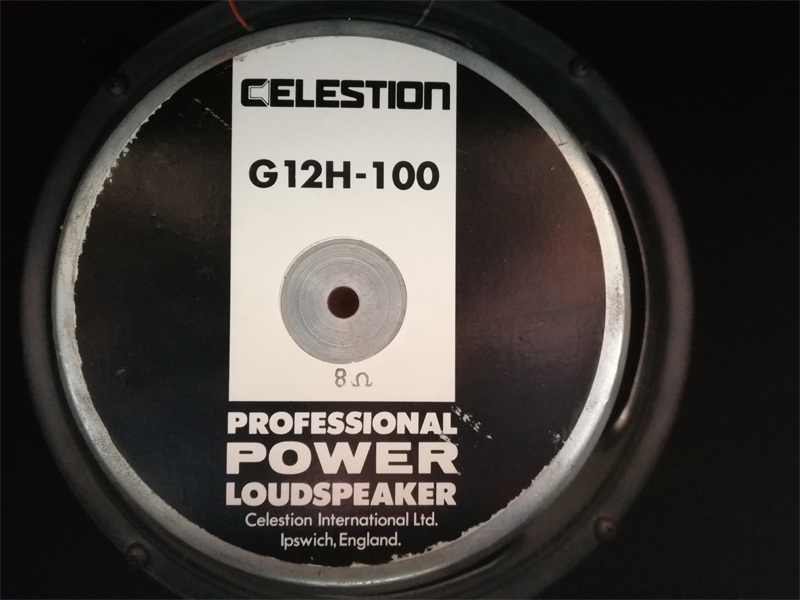 CELESTION
G12H-100
8Ω
PROFESSIONAL
POWER
LOUDSPEAKER
Celestion International Ltd.
Ipswich, England.